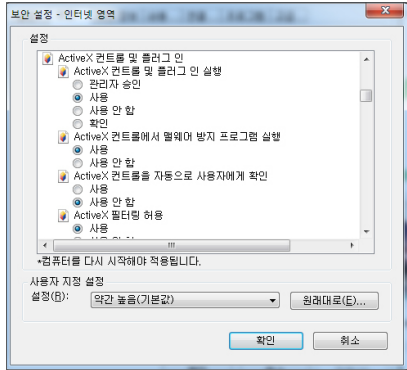 보안 설정 - 인터넷 영역
설정
ActiveX 컨트롤 및 플러그 인
ActiveX 컨트롤 및 플러그 인 실행
관리자 승인
사용
사용 안 함
확인
ActiveX 컨트롤에서 맬웨어 방지 프로그램 실행
사용
사용 안 함
ActiveX 컨트롤을 자동으로 사용자에게 확인
사용
사용 안 함
ActiveX 필터링 허용
사용
*컴퓨터를 다시 시작해야 적용됩니다.
사용자 지정 설정
설정(R): 약간 높음(기본값) 원래대로(E)...
확인 취소